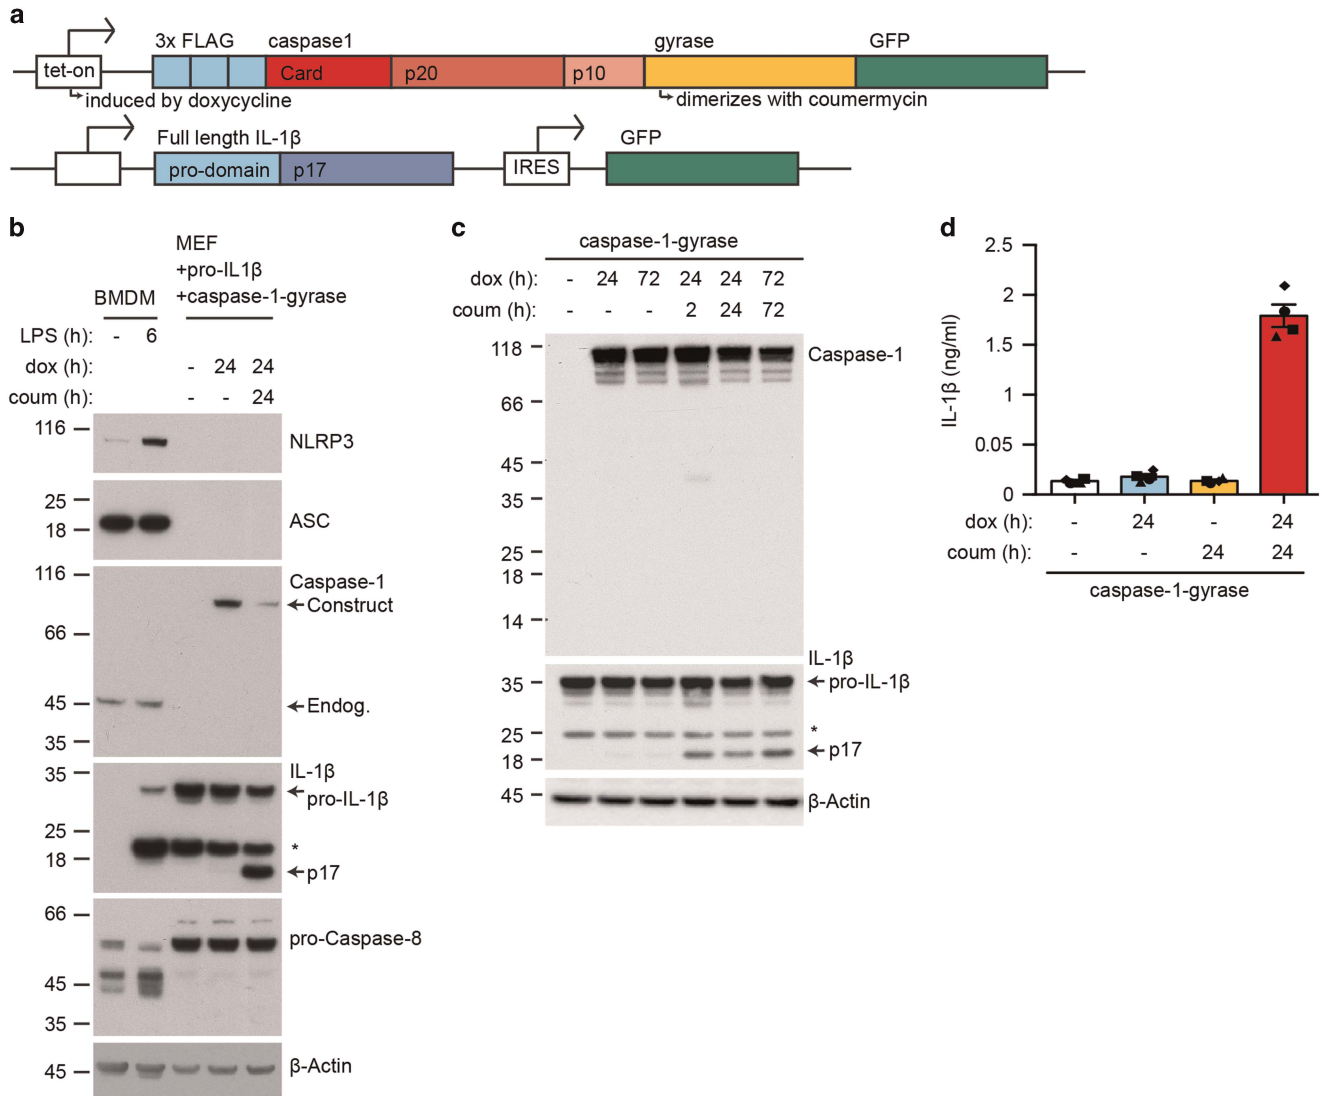 a
3x FLAG caspase1 gyrase GFP
tet-on Card p20 p10
induced by doxycycline dimerizes with coumermycin
Full length IL-1β GFP
pro-domain p17 IRES
b
MEF
+pro-IL1β
BMDM +caspase-1-gyrase
LPS (h): - 6
dox (h): - 24 24
coum (h): - - 24
116 NLRP3
25
18 ASC
116 Caspase-1
Construct
66
45 Endog.
35
35 IL-1β
pro-IL-1β
25
*
18
p17
66
pro-Caspase-8
45
35
45 β-Actin
c
caspase-1-gyrase
dox (h): - 24 72 24 24 72
coum (h): - - - 2 24 72
118 Caspase-1
66
45
35
25
18
14
IL-1β
35 pro-IL-1β
25 *
18 p17
45 β-Actin
d
2.5
2
1.5
1
0.05
0
IL-1β (ng/ml)
dox (h): - 24 - 24
coum (h): - - 24 24
caspase-1-gyrase